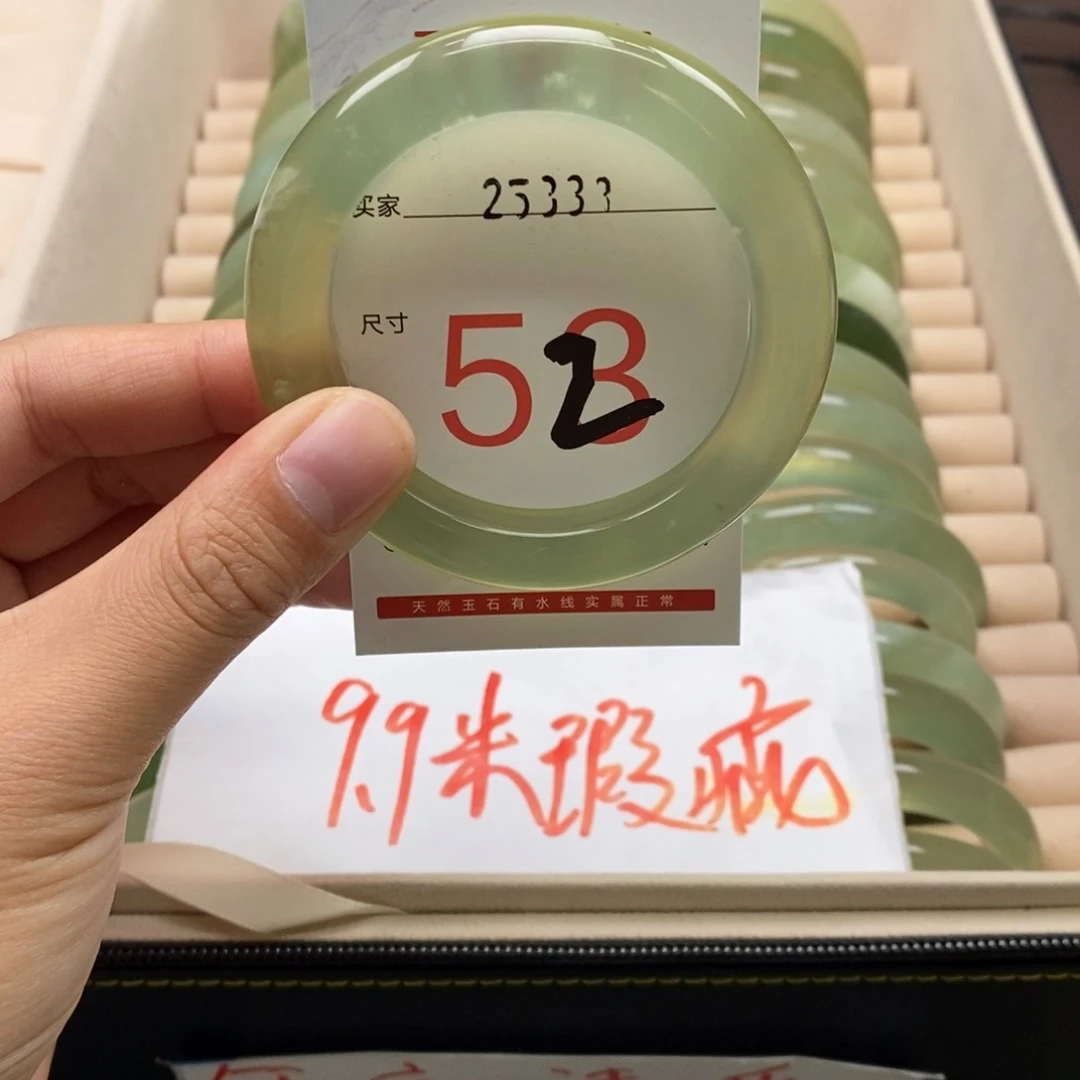 买家 25333
尺寸 52
天然玉石有水线实属正常
9.9米瑕疵